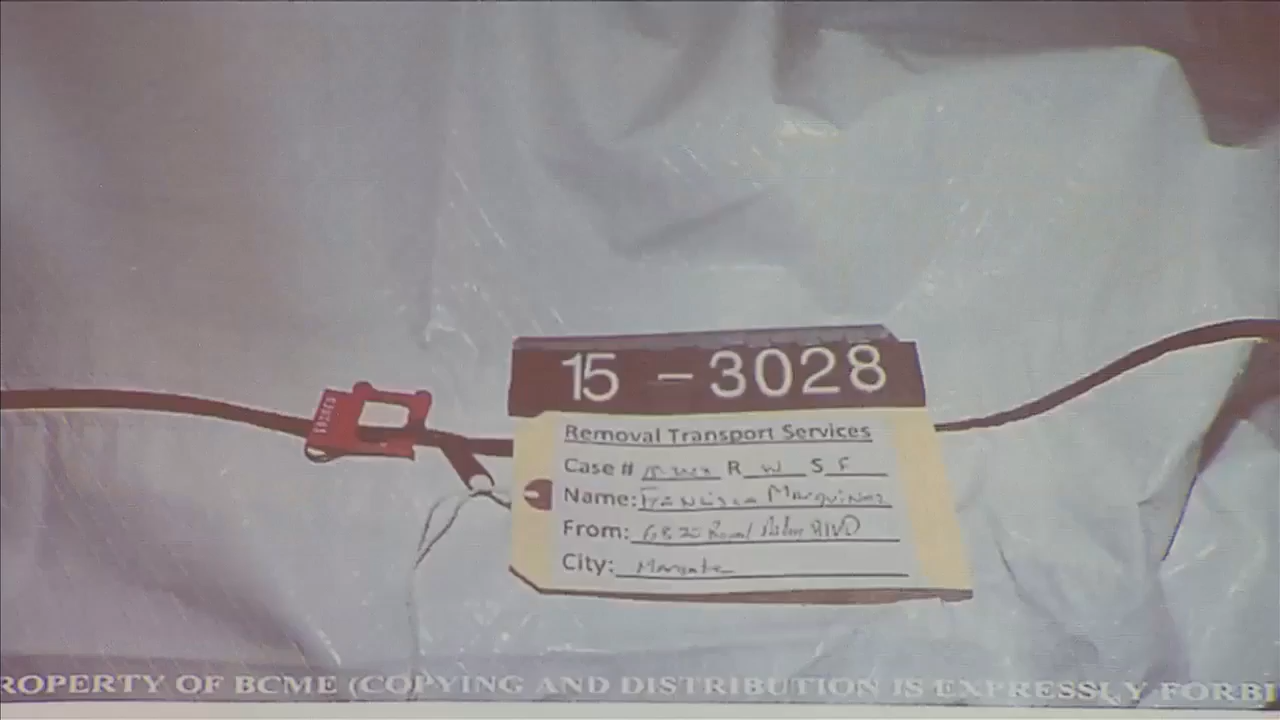 15 - 3028
Removal Transport Services
Case # R W S F
Name: Francisca Marquinez
From: 6820 Royal Palm BlVD
City: Margate
ROPERTY OF BCME (COPYING AND DISTRIBUTION IS EXPRESSLY FORBI